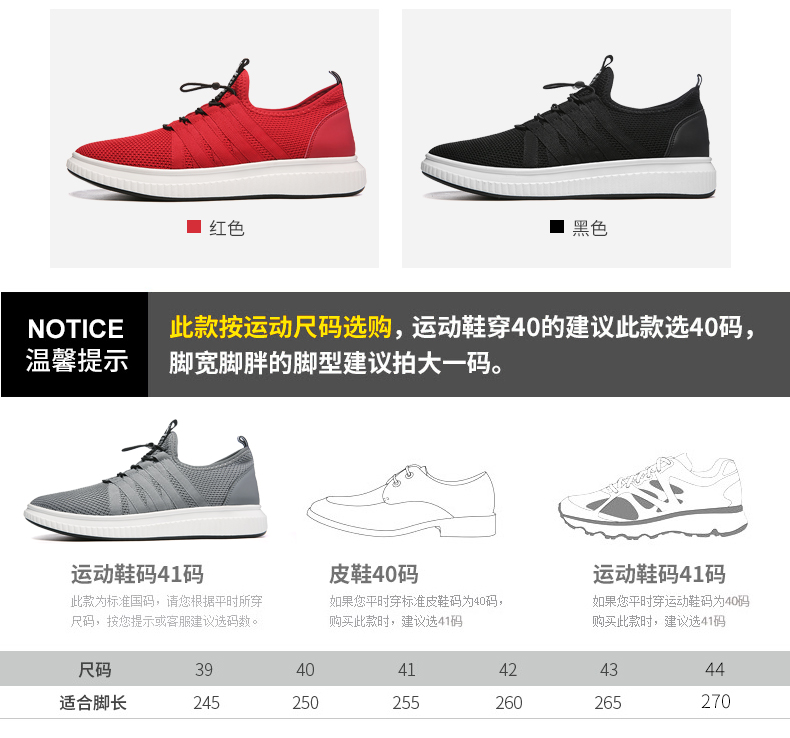 红色
黑色
NOTICE
温馨提示
此款按运动尺码选购，运动鞋穿40的建议此款选40码，
脚宽脚胖的脚型建议拍大一码。
运动鞋码41码
此款为标准国码，请您根据平时所穿
尺码，按您提示或客服建议选码数。
皮鞋40码
如果您平时穿标准皮鞋码为40码，
购买此款时，建议选41码
运动鞋码41码
如果您平时穿运动鞋码为40码
购买此款时，建议选41码
尺码 39 40 41 42 43 44
适合脚长 245 250 255 260 265 270